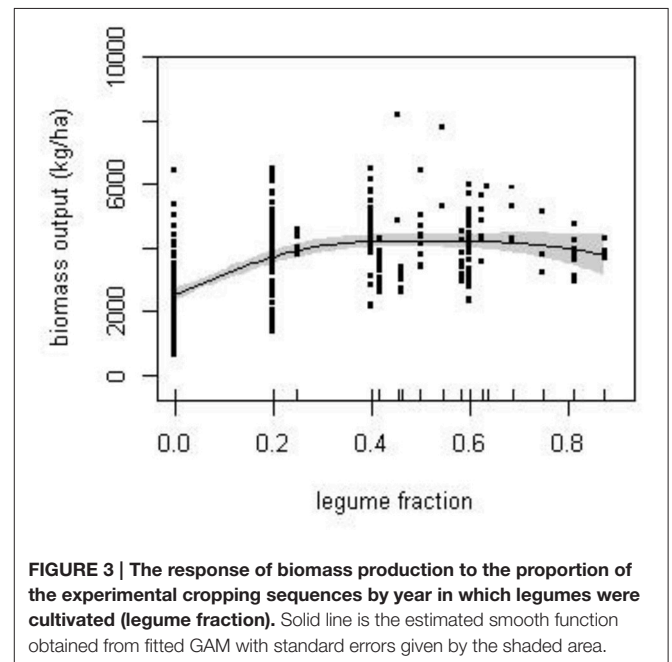 biomass output (kg/ha)
10000
6000
2000
0
0.0 0.2 0.4 0.6 0.8
legume fraction
FIGURE 3 | The response of biomass production to the proportion of
the experimental cropping sequences by year in which legumes were
cultivated (legume fraction). Solid line is the estimated smooth function
obtained from fitted GAM with standard errors given by the shaded area.